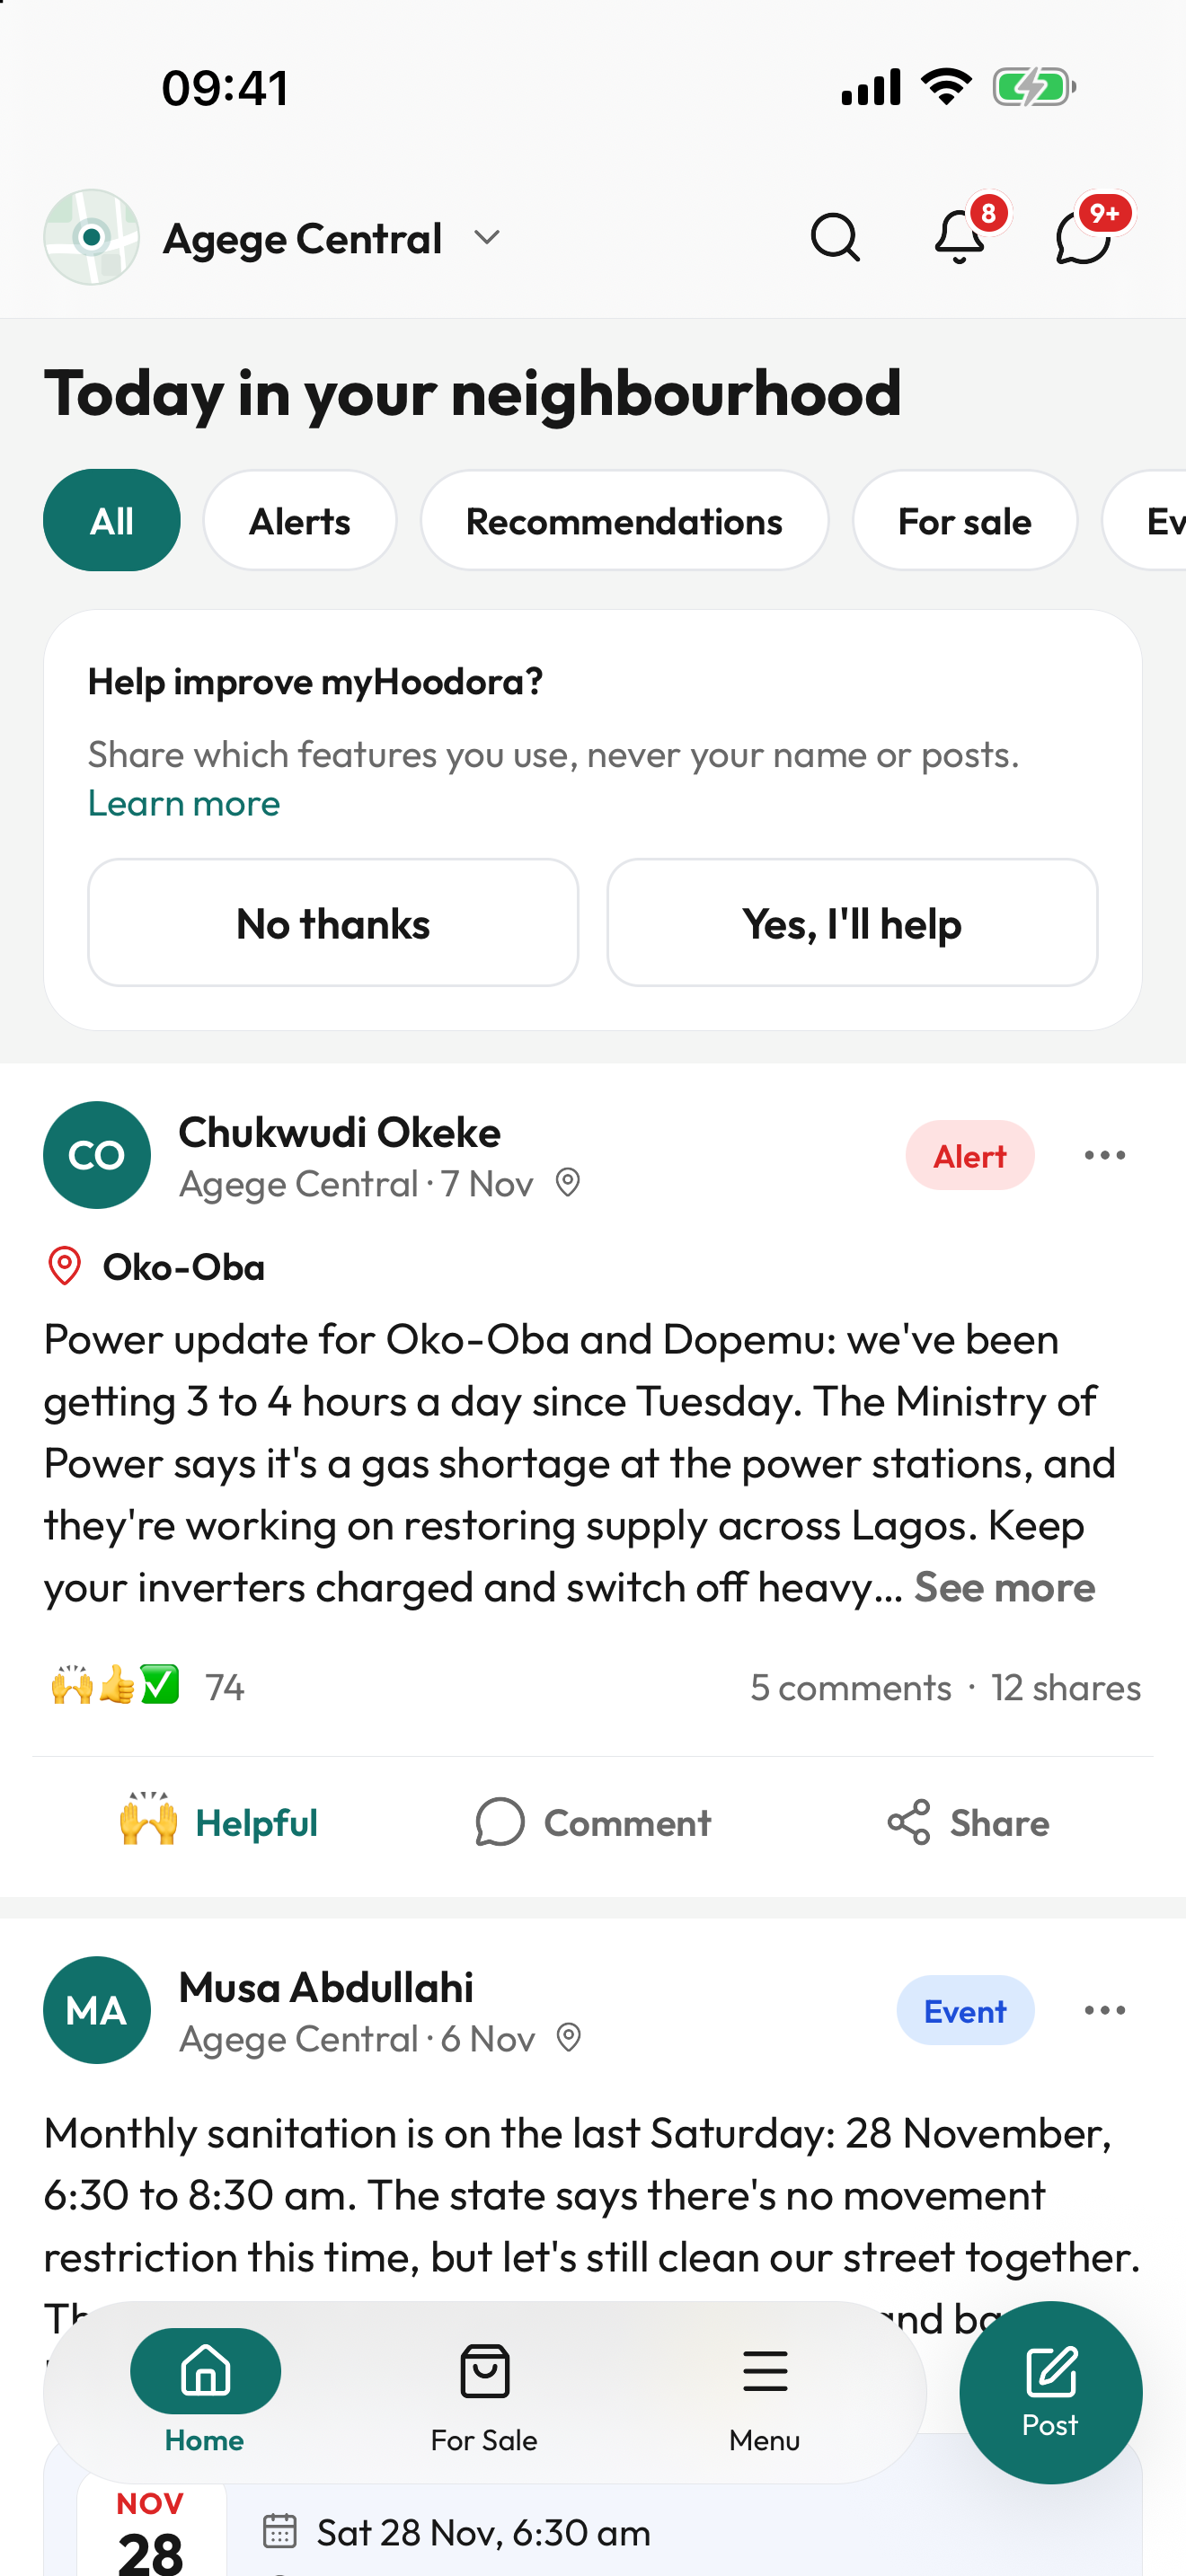 09:41
Agege Central
8
9+
Today in your neighbourhood
All
Alerts
Recommendations
For sale
Ev
Help improve myHoodora?
Share which features you use, never your name or posts.
Learn more
No thanks
Yes, I'll help
CO
Chukwudi Okeke
Agege Central · 7 Nov
Alert
Oko-Oba
Power update for Oko-Oba and Dopemu: we've been
getting 3 to 4 hours a day since Tuesday. The Ministry of
Power says it's a gas shortage at the power stations, and
they're working on restoring supply across Lagos. Keep
your inverters charged and switch off heavy... See more
74
5 comments · 12 shares
Helpful
Comment
Share
MA
Musa Abdullahi
Agege Central · 6 Nov
Event
Monthly sanitation is on the last Saturday: 28 November,
6:30 to 8:30 am. The state says there's no movement
restriction this time, but let's still clean our street together.
Home
For Sale
Menu
Post
NOV
28
Sat 28 Nov, 6:30 am